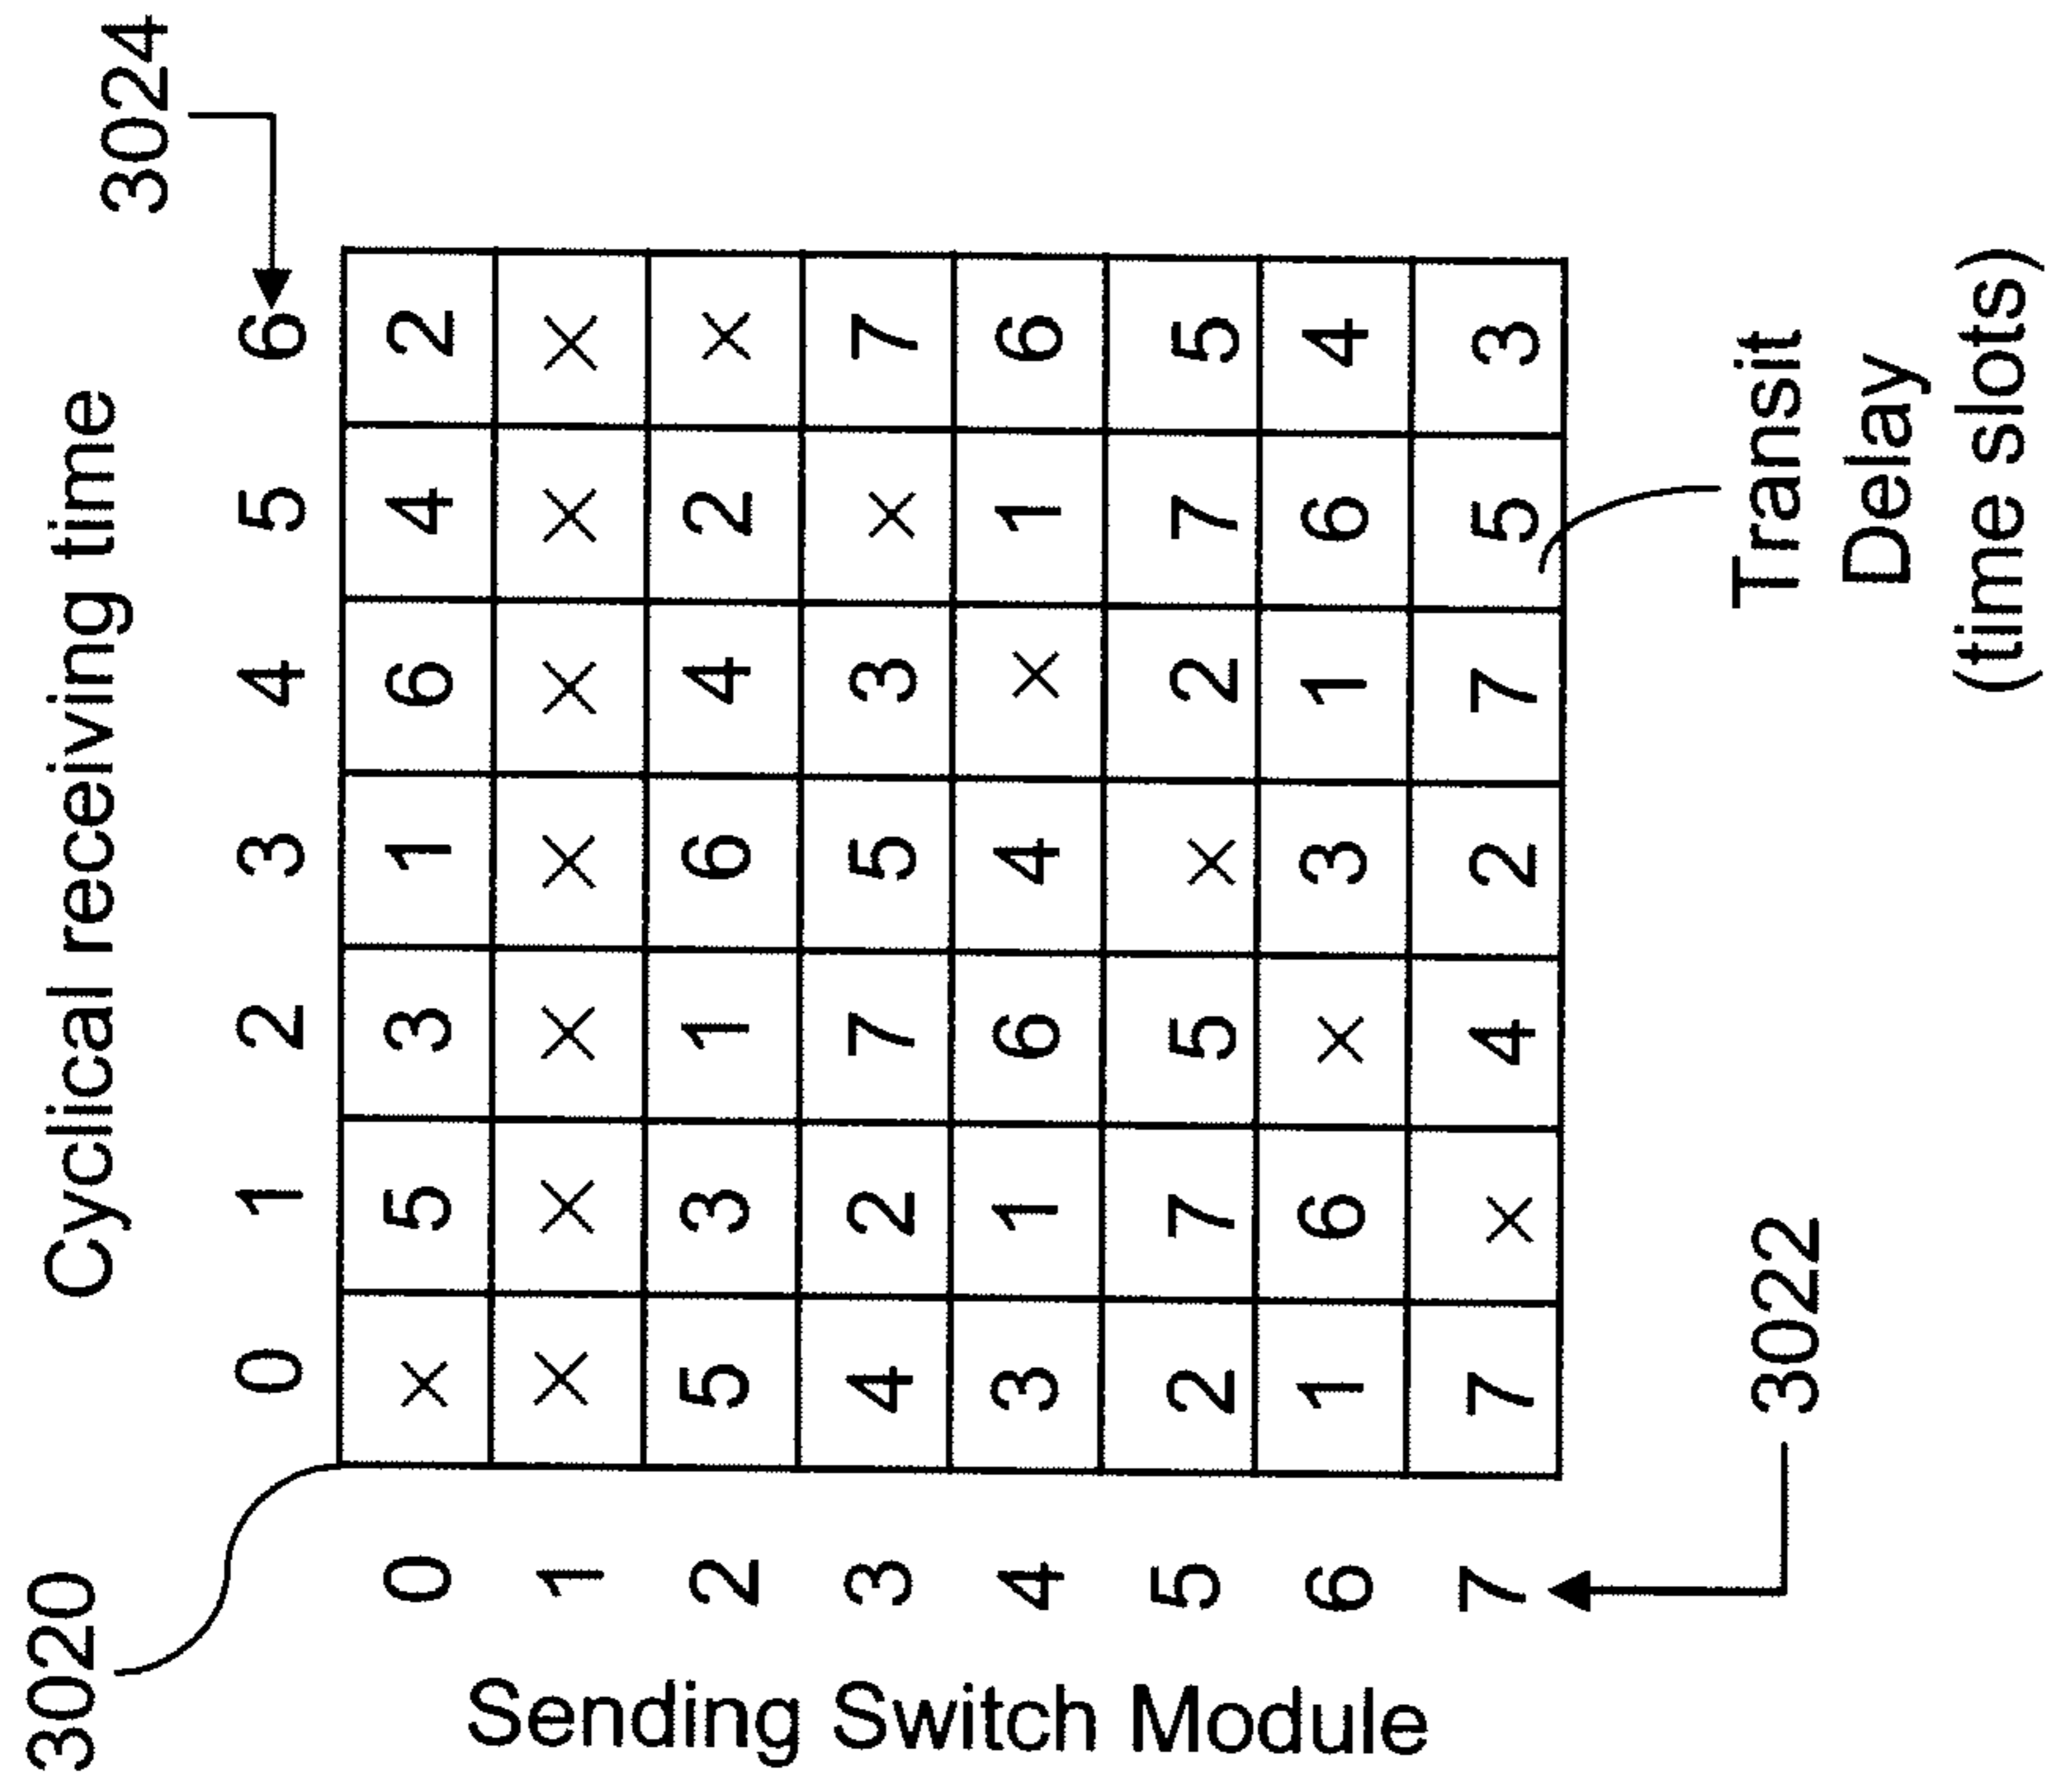 3020
Cyclical receiving time
3024
0 1 2 3 4 5 6
Sending Switch Module
0 × 5 3 1 6 4 2
1 × × × × × × ×
2 5 3 1 6 4 2 ×
3 4 2 7 5 3 × 7
4 3 1 6 4 × 1 6
5 2 7 5 × 2 7 5
6 1 6 × 3 1 6 4
7 7 × 4 2 7 5 3
3022
Transit
Delay
(time slots)